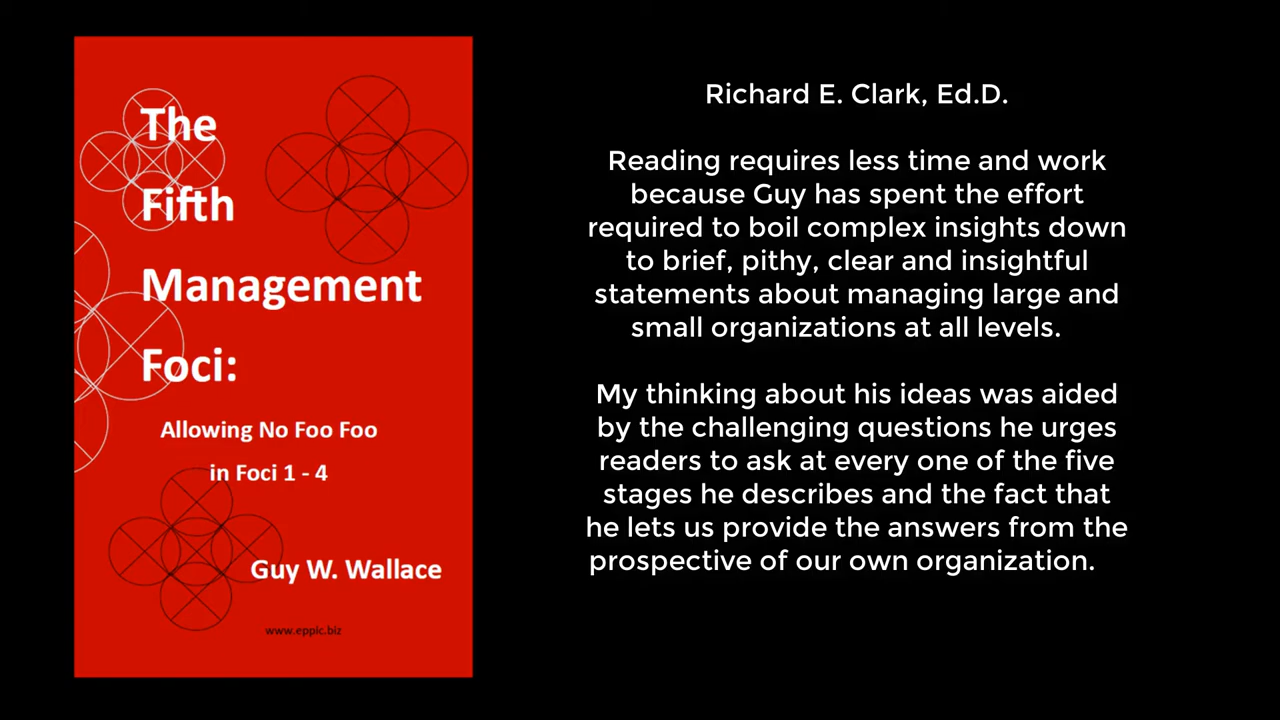 The
Fifth
Management
Foci:
Allowing No Foo Foo
in Foci 1 - 4
Guy W. Wallace
www.eppic.biz
Richard E. Clark, Ed.D.
Reading requires less time and work
because Guy has spent the effort
required to boil complex insights down
to brief, pithy, clear and insightful
statements about managing large and
small organizations at all levels.
My thinking about his ideas was aided
by the challenging questions he urges
readers to ask at every one of the five
stages he describes and the fact that
he lets us provide the answers from the
prospective of our own organization.